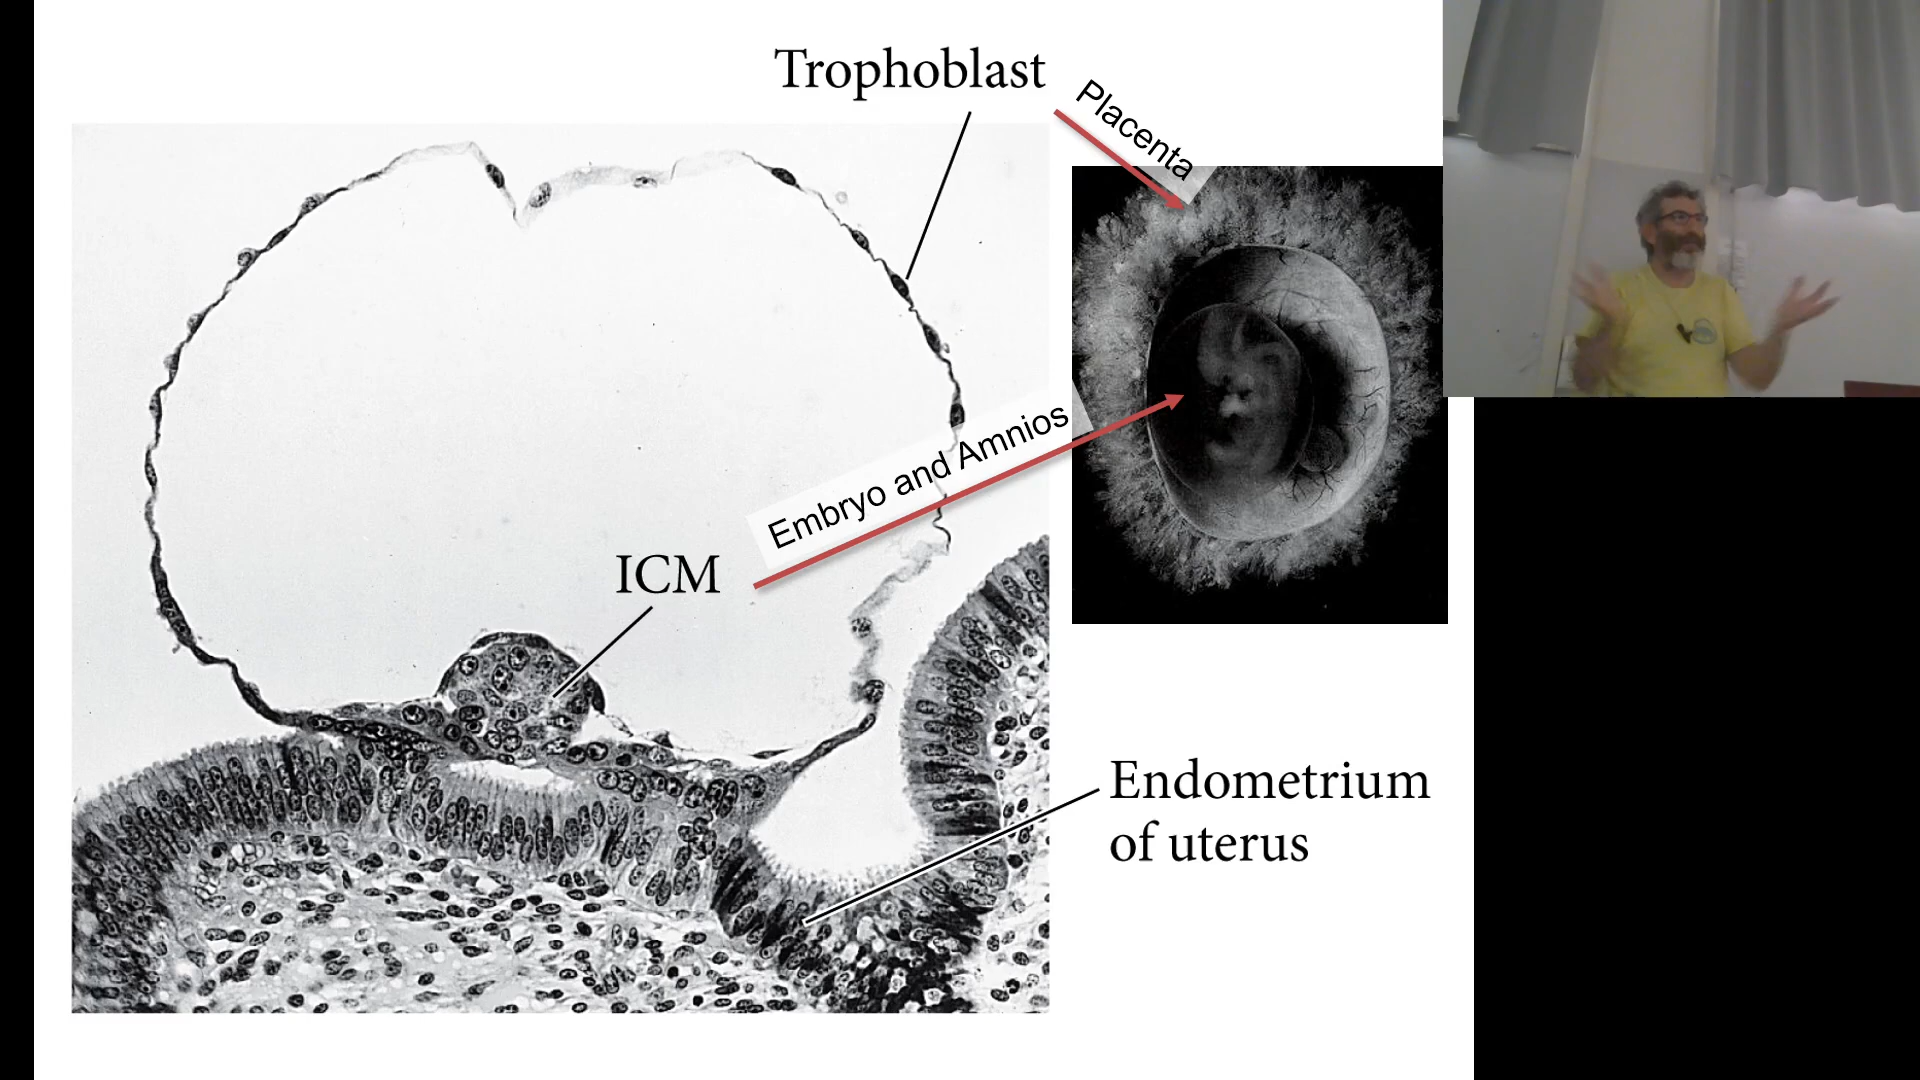 Trophoblast
Placenta
Embryo and Amnios
ICM
Endometrium
of uterus